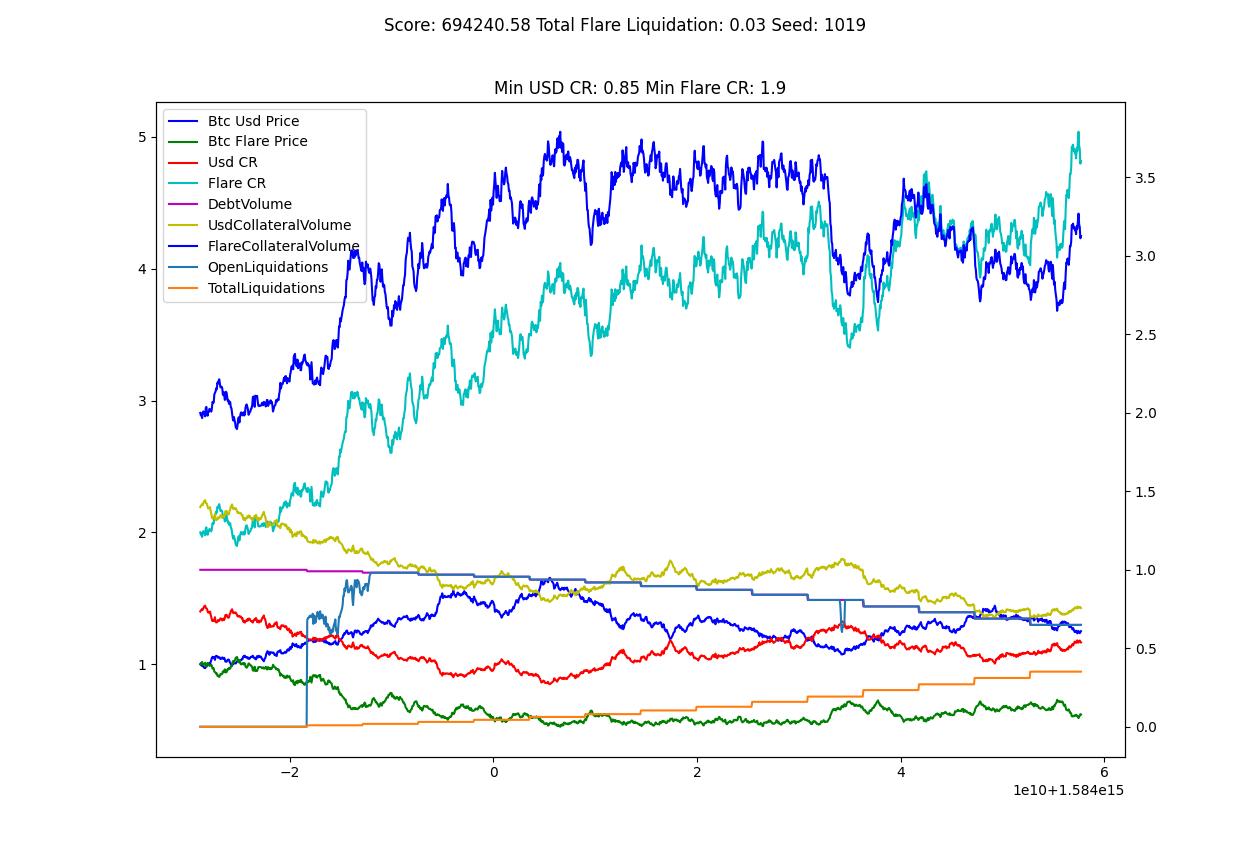 Score: 694240.58 Total Flare Liquidation: 0.03 Seed: 1019
Min USD CR: 0.85 Min Flare CR: 1.9
Btc Usd Price
Btc Flare Price
Usd CR
Flare CR
DebtVolume
UsdCollateralVolume
FlareCollateralVolume
OpenLiquidations
TotalLiquidations
5
4
3
2
1
3.5
3.0
2.5
2.0
1.5
1.0
0.5
0.0
−2 0 2 4 6
1e10+1.584e15